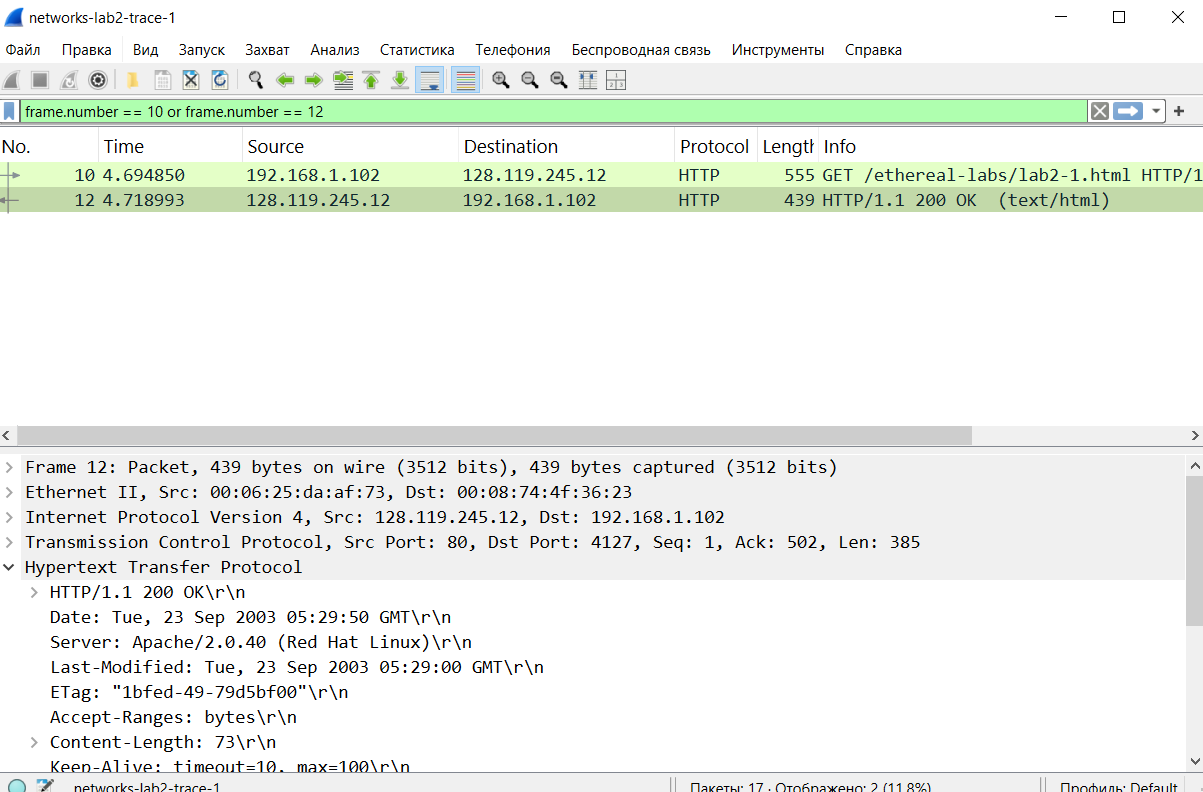 networks-lab2-trace-1
Файл Правка Вид Запуск Захват Анализ Статистика Телефония Беспроводная связь Инструменты Справка
frame.number == 10 or frame.number == 12
No. Time Source Destination Protocol Length Info
10 4.694850 192.168.1.102 128.119.245.12 HTTP 555 GET /ethereal-labs/lab2-1.html HTTP/1
12 4.718993 128.119.245.12 192.168.1.102 HTTP 439 HTTP/1.1 200 OK (text/html)
Frame 12: Packet, 439 bytes on wire (3512 bits), 439 bytes captured (3512 bits)
Ethernet II, Src: 00:06:25:da:af:73, Dst: 00:08:74:4f:36:23
Internet Protocol Version 4, Src: 128.119.245.12, Dst: 192.168.1.102
Transmission Control Protocol, Src Port: 80, Dst Port: 4127, Seq: 1, Ack: 502, Len: 385
Hypertext Transfer Protocol
HTTP/1.1 200 OK\r\n
Date: Tue, 23 Sep 2003 05:29:50 GMT\r\n
Server: Apache/2.0.40 (Red Hat Linux)\r\n
Last-Modified: Tue, 23 Sep 2003 05:29:00 GMT\r\n
ETag: "1bfed-49-79d5bf00"\r\n
Accept-Ranges: bytes\r\n
Content-Length: 73\r\n
Keep-Alive: timeout=10, max=100\r\n
networks-lab2-trace-1 Пакеты: 17 · Отображено: 2 (11.8%) Профиль: Default